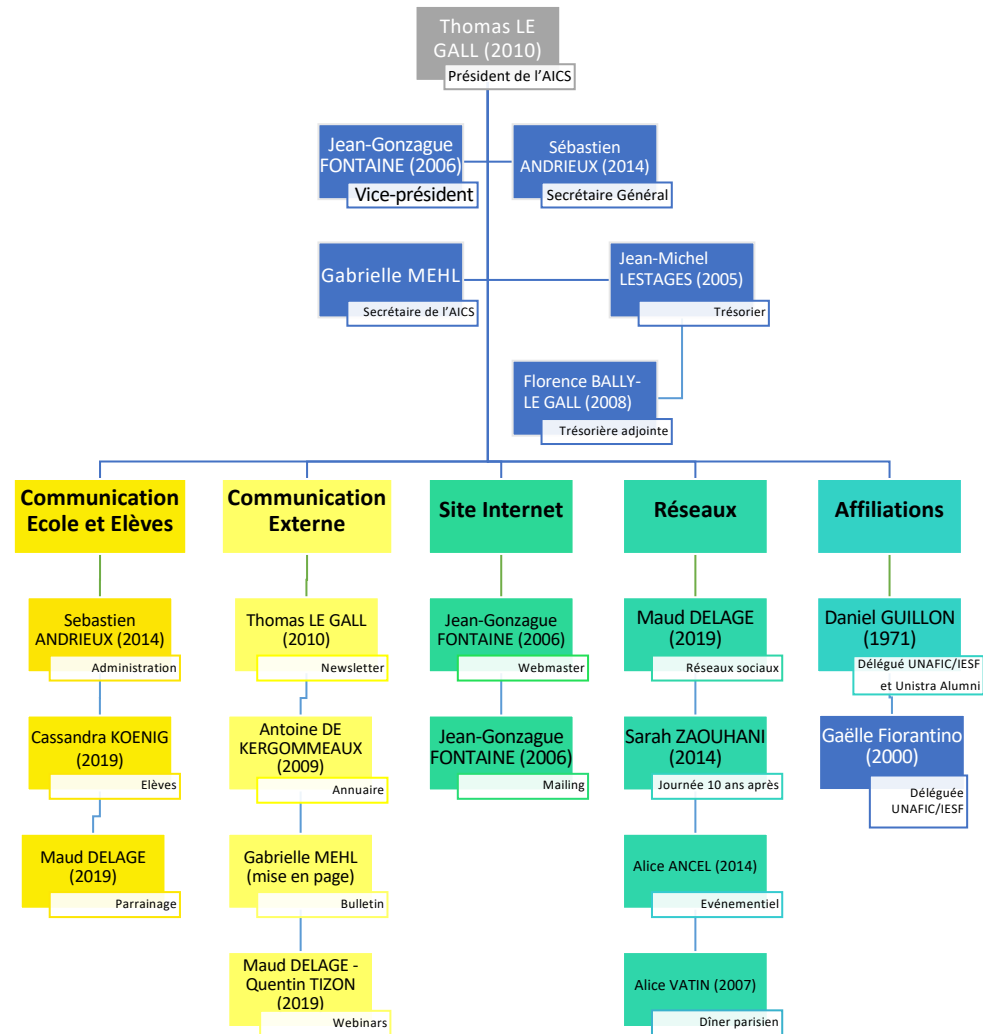 Thomas LE
GALL (2010)
Président de l'AICS
Jean-Gonzague
FONTAINE (2006)
Vice-président
Sébastien
ANDRIEUX (2014)
Secrétaire Général
Gabrielle MEHL
Secrétaire de l'AICS
Jean-Michel
LESTAGES (2005)
Trésorier
Florence BALLY-
LE GALL (2008)
Trésorière adjointe
Communication
Ecole et Elèves
Sebastien
ANDRIEUX (2014)
Administration
Cassandra KOENIG
(2019)
Elèves
Maud DELAGE
(2019)
Parrainage
Communication
Externe
Thomas LE GALL
(2010)
Newsletter
Antoine DE
KERGOMMEAUX
(2009)
Annuaire
Gabrielle MEHL
(mise en page)
Bulletin
Maud DELAGE -
Quentin TIZON
(2019)
Webinars
Site Internet
Jean-Gonzague
FONTAINE (2006)
Webmaster
Jean-Gonzague
FONTAINE (2006)
Mailing
Réseaux
Maud DELAGE
(2019)
Réseaux sociaux
Sarah ZAOUHANI
(2014)
Journée 10 ans après
Alice ANCEL (2014)
Evénementiel
Alice VATIN (2007)
Dîner parisien
Affiliations
Daniel GUILLON
(1971)
Délégué UNAFIC/IESF
et Unistra Alumni
Gaëlle Fiorantino
(2000)
Déléguée
UNAFIC/IESF